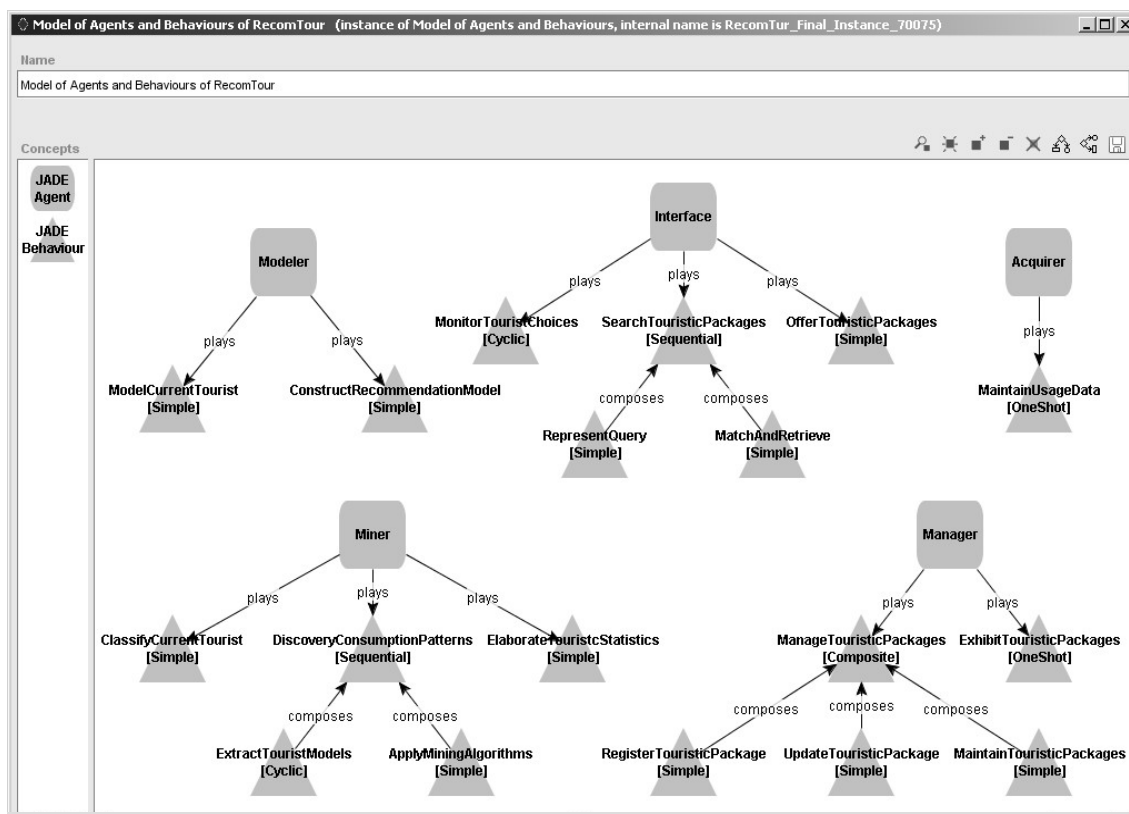 Model of Agents and Behaviours of RecomTour (instance of Model of Agents and Behaviours, internal name is RecomTur_Final_Instance_70075)
Name
Model of Agents and Behaviours of RecomTour
Concepts
JADE
Agent
JADE
Behaviour
Interface
Modeler
Acquirer
plays
plays
plays
plays
plays
plays
MonitorTouristChoices
[Cyclic]
SearchTouristicPackages
[Sequential]
OfferTouristicPackages
[Simple]
ModelCurrentTourist
[Simple]
ConstructRecommendationModel
[Simple]
MaintainUsageData
[OneShot]
composes
composes
RepresentQuery
[Simple]
MatchAndRetrieve
[Simple]
Miner
Manager
plays
plays
plays
plays
plays
ClassifyCurrentTourist
[Simple]
DiscoveryConsumptionPatterns
[Sequential]
ElaborateTouristcStatistics
[Simple]
ManageTouristicPackages
[Composite]
ExhibitTouristicPackages
[OneShot]
composes
composes
composes
composes
composes
ExtractTouristModels
[Cyclic]
ApplyMiningAlgorithms
[Simple]
RegisterTouristicPackage
[Simple]
UpdateTouristicPackage
[Simple]
MaintainTouristicPackages
[Simple]